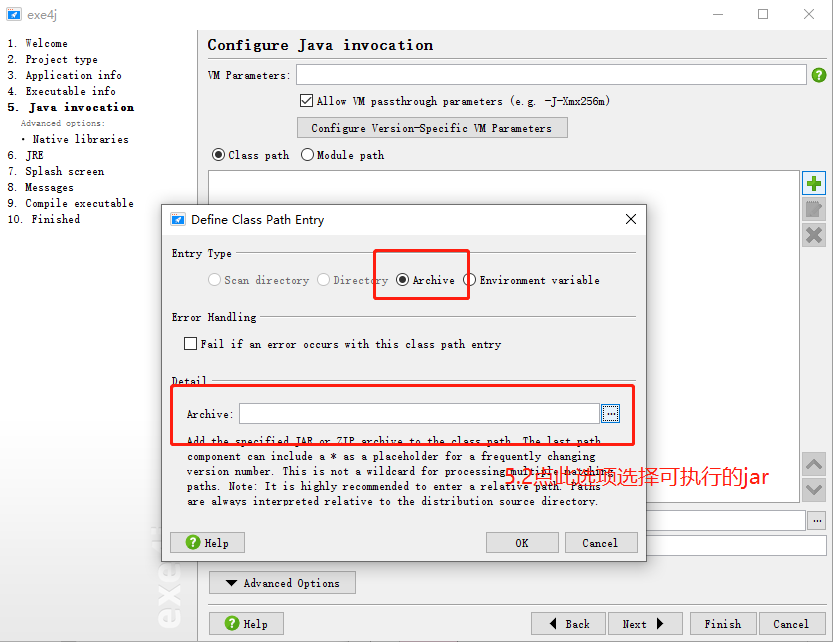 exe4j
1. Welcome
2. Project type
3. Application info
4. Executable info
5. Java invocation
Advanced options:
· Native libraries
6. JRE
7. Splash screen
8. Messages
9. Compile executable
10. Finished
Configure Java invocation
VM Parameters:
Allow VM passthrough parameters (e.g. -J-Xmx256m)
Configure Version-Specific VM Parameters
Class path Module path
Define Class Path Entry
Entry Type
Scan directory Directory Archive Environment variable
Error Handling
Fail if an error occurs with this class path entry
Detail
Archive: ...
Add the specified JAR or ZIP archive to the class path. The last path
component can include a * as a placeholder for a frequently changing
version number. This is not a wildcard for processing multiple matching
paths. Note: It is highly recommended to enter a relative path. Paths
are always interpreted relative to the distribution source directory.
5.2点此选项选择可执行的jar
Help OK Cancel
...
exe4j
Advanced Options
Help Back Next Finish Cancel